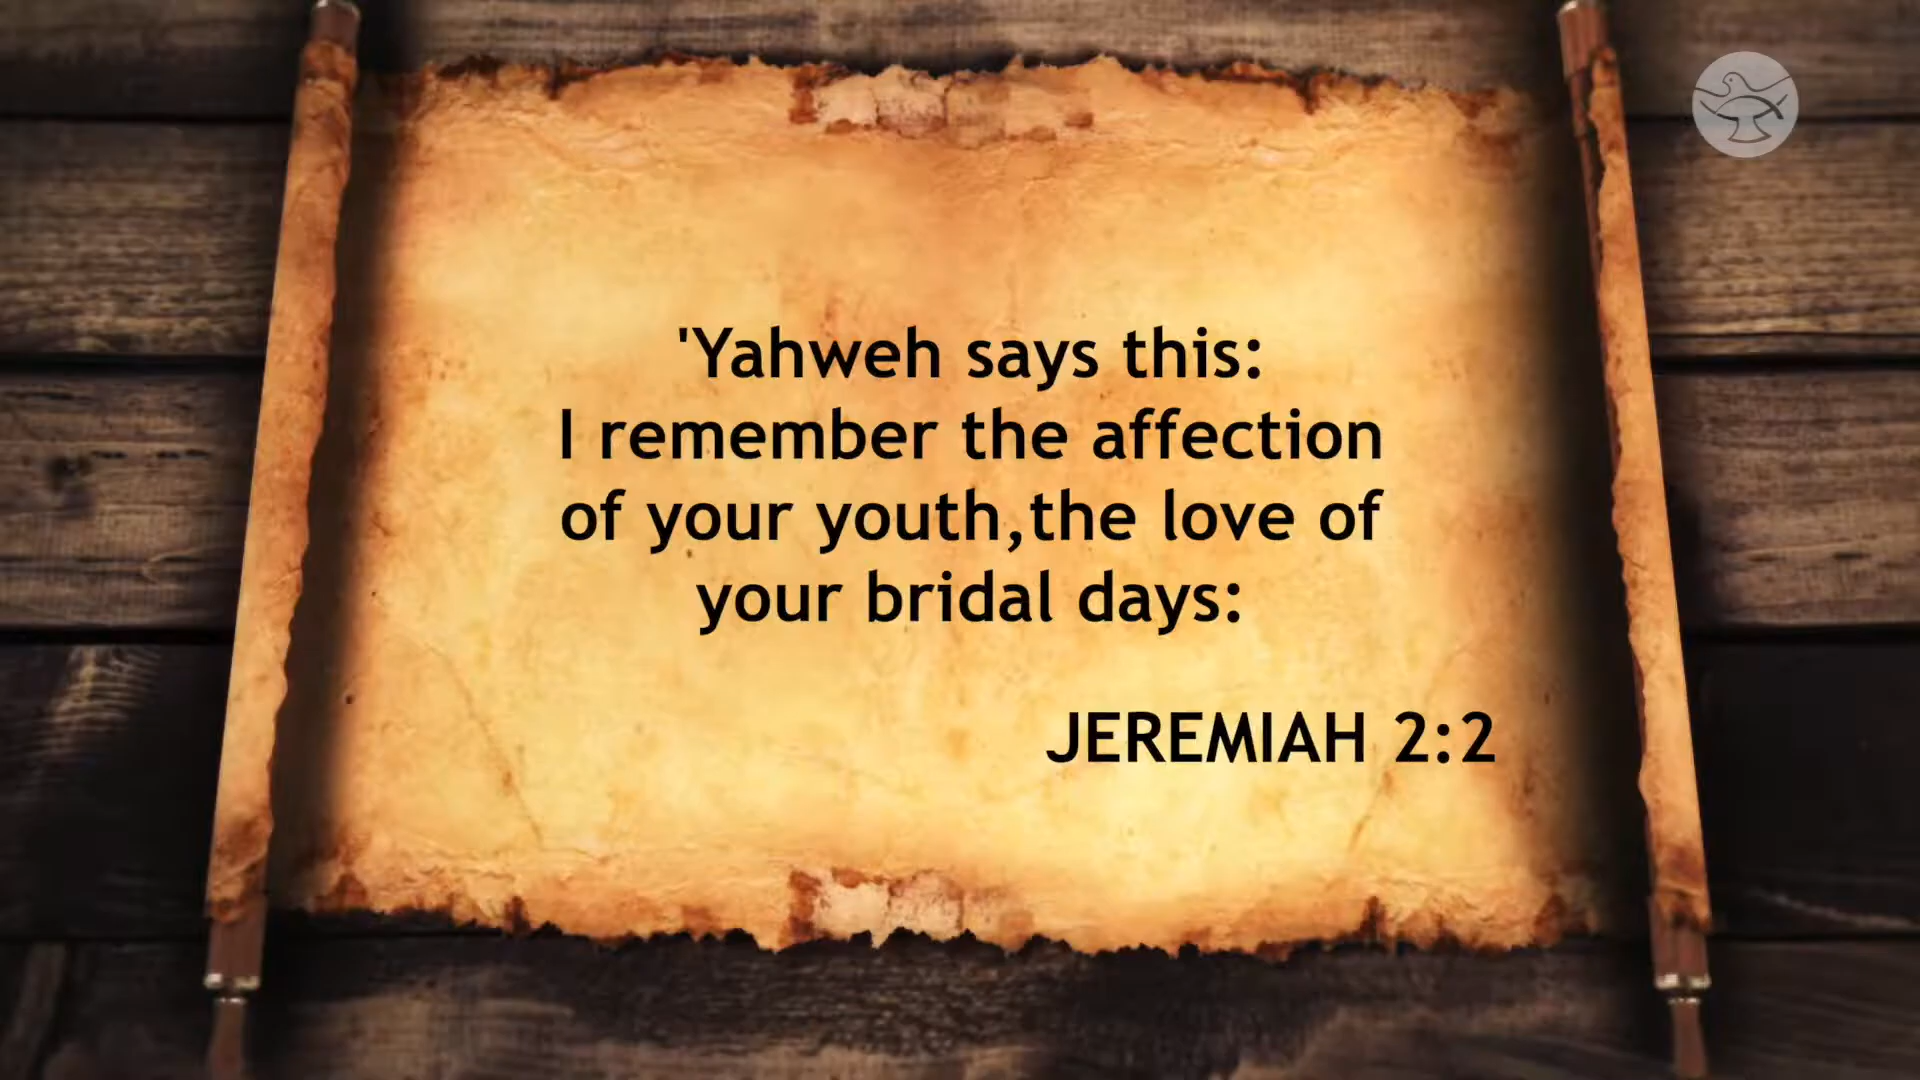 'Yahweh says this:
I remember the affection
of your youth,the love of
your bridal days:
JEREMIAH 2:2